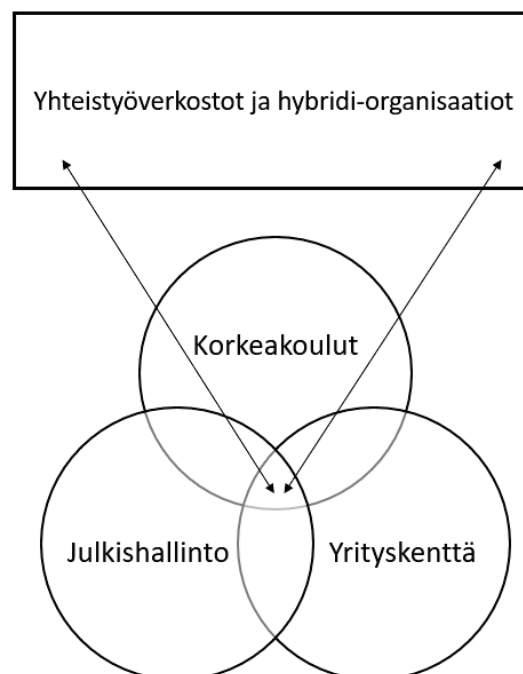 Yhteistyöverkostot ja hybridi-organisaatiot
Korkeakoulut
Julkishallinto
Yrityskenttä